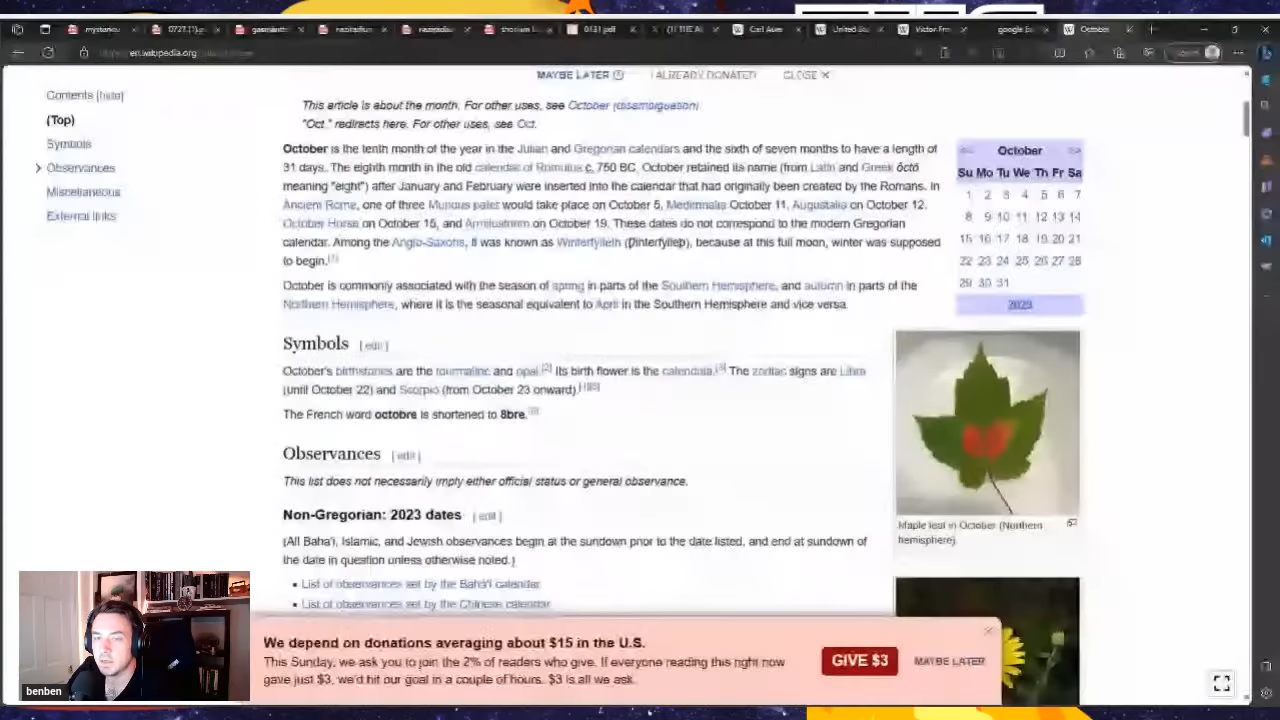 0131.pdf
Carl Auer
United St
Victor Fre
October
en.wikipedia.org
MAYBE LATER
I ALREADY DONATED
CLOSE X
Contents [hide]
(Top)
Symbols
Observances
Miscellaneous
External links
This article is about the month. For other uses, see October (disambiguation).
"Oct." redirects here. For other uses, see Oct.
October is the tenth month of the year in the Julian and Gregorian calendars and the sixth of seven months to have a length of
31 days. The eighth month in the old calendar of Romulus c. 750 BC, October retained its name (from Latin and Greek ôctō
meaning "eight") after January and February were inserted into the calendar that had originally been created by the Romans. In
Ancient Rome, one of three Mundus patet would take place on October 5, Meditrinalia October 11, Augustalia on October 12,
October Horse on October 15, and Armilustrium on October 19. These dates do not correspond to the modern Gregorian
calendar. Among the Anglo-Saxons, it was known as Winterfylleth (Ƿinterfylleþ), because at this full moon, winter was supposed
to begin.[1]
October is commonly associated with the season of spring in parts of the Southern Hemisphere, and autumn in parts of the
Northern Hemisphere, where it is the seasonal equivalent to April in the Southern Hemisphere and vice versa.
Symbols [ edit ]
October's birthstones are the tourmaline and opal.[2] Its birth flower is the calendula.[3] The zodiac signs are Libra
(until October 22) and Scorpio (from October 23 onward).
The French word octobre is shortened to 8bre.
Observances [ edit ]
This list does not necessarily imply either official status or general observance.
Non-Gregorian: 2023 dates [ edit ]
(All Baha'i, Islamic, and Jewish observances begin at the sundown prior to the date listed, and end at sundown of
the date in question unless otherwise noted.)
List of observances set by the Bahá'í calendar
List of observances set by the Chinese calendar
<< October >>
Su Mo Tu We Th Fr Sa
1 2 3 4 5 6 7
8 9 10 11 12 13 14
15 16 17 18 19 20 21
22 23 24 25 26 27 28
29 30 31
2023
Maple leaf in October (Northern
hemisphere)
We depend on donations averaging about $15 in the U.S.
This Sunday, we ask you to join the 2% of readers who give. If everyone reading this right now
gave just $3, we'd hit our goal in a couple of hours. $3 is all we ask.
GIVE $3
MAYBE LATER
benben